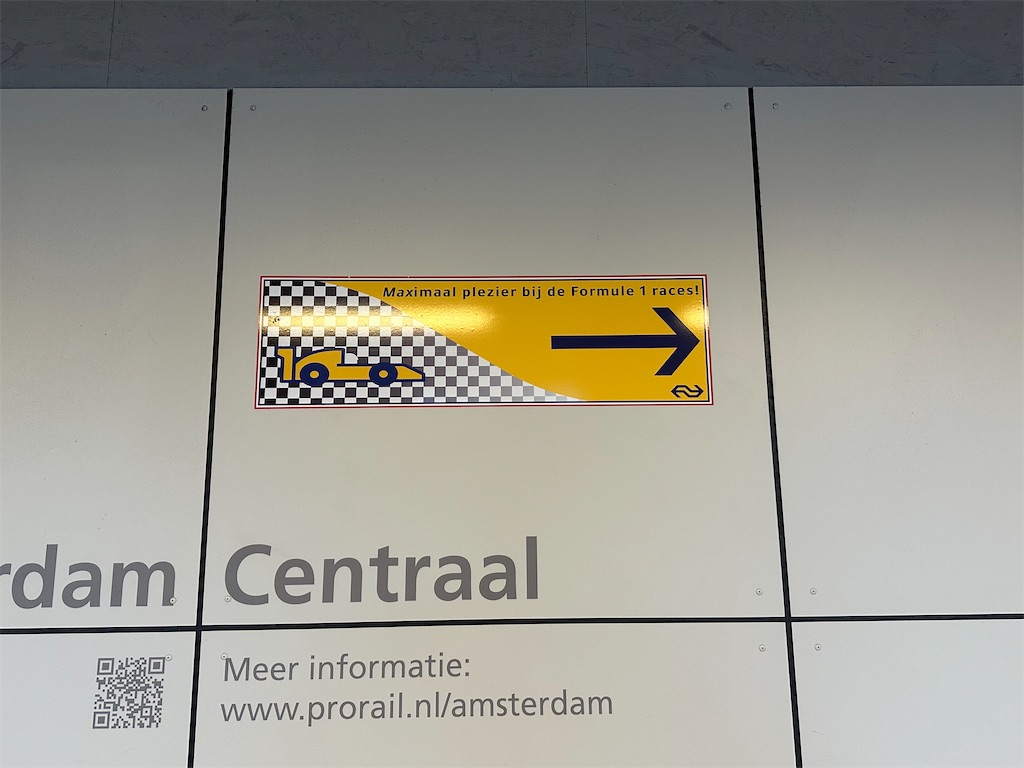 Maximaal plezier bij de Formule 1 races!
rdam Centraal
Meer informatie:
www.prorail.nl/amsterdam